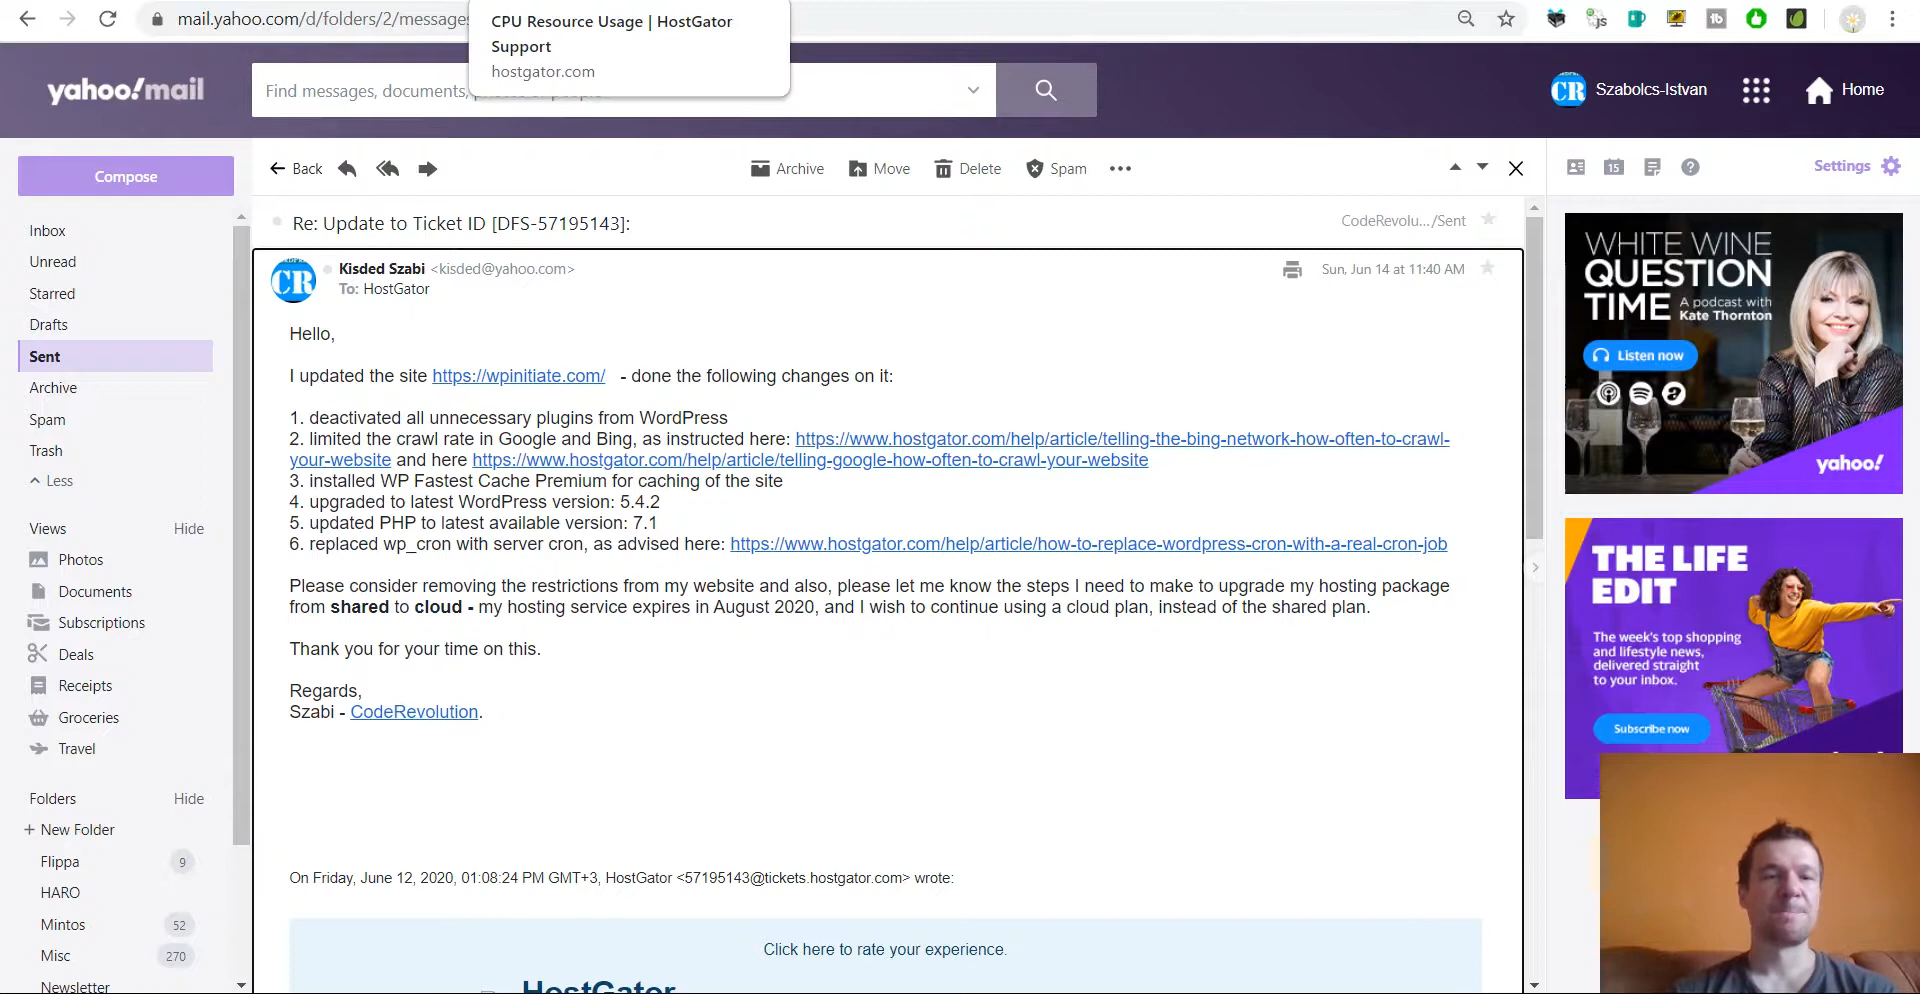 mail.yahoo.com/d/folders/2/messages
CPU Resource Usage | HostGator
Support
hostgator.com
yahoo!mail
Find messages, documents, photos or people
CR
Szabolcs-Istvan
Home
Compose
Back
Archive
Move
Delete
Spam
15
Settings
Inbox
Unread
Starred
Drafts
Sent
Archive
Spam
Trash
Less
Views
Hide
Photos
Documents
Subscriptions
Deals
Receipts
Groceries
Travel
Folders
Hide
+ New Folder
Flippa 9
HARO
Mintos 52
Misc 270
Newsletter
Re: Update to Ticket ID [DFS-57195143]:
CodeRevolu.../Sent
CR
Kisded Szabi <kisded@yahoo.com>
To: HostGator
Sun, Jun 14 at 11:40 AM
Hello,
I updated the site https://wpinitiate.com/ - done the following changes on it:
1. deactivated all unnecessary plugins from WordPress
2. limited the crawl rate in Google and Bing, as instructed here: https://www.hostgator.com/help/article/telling-the-bing-network-how-often-to-crawl-
your-website and here https://www.hostgator.com/help/article/telling-google-how-often-to-crawl-your-website
3. installed WP Fastest Cache Premium for caching of the site
4. upgraded to latest WordPress version: 5.4.2
5. updated PHP to latest available version: 7.1
6. replaced wp_cron with server cron, as advised here: https://www.hostgator.com/help/article/how-to-replace-wordpress-cron-with-a-real-cron-job
Please consider removing the restrictions from my website and also, please let me know the steps I need to make to upgrade my hosting package
from shared to cloud - my hosting service expires in August 2020, and I wish to continue using a cloud plan, instead of the shared plan.
Thank you for your time on this.
Regards,
Szabi - CodeRevolution.
On Friday, June 12, 2020, 01:08:24 PM GMT+3, HostGator <57195143@tickets.hostgator.com> wrote:
Click here to rate your experience.
HostGator
WHITE WINE
QUESTION
TIME
A podcast with
Kate Thornton
Listen now
yahoo!
THE LIFE
EDIT
The week's top shopping
and lifestyle news,
delivered straight
to your inbox.
Subscribe now